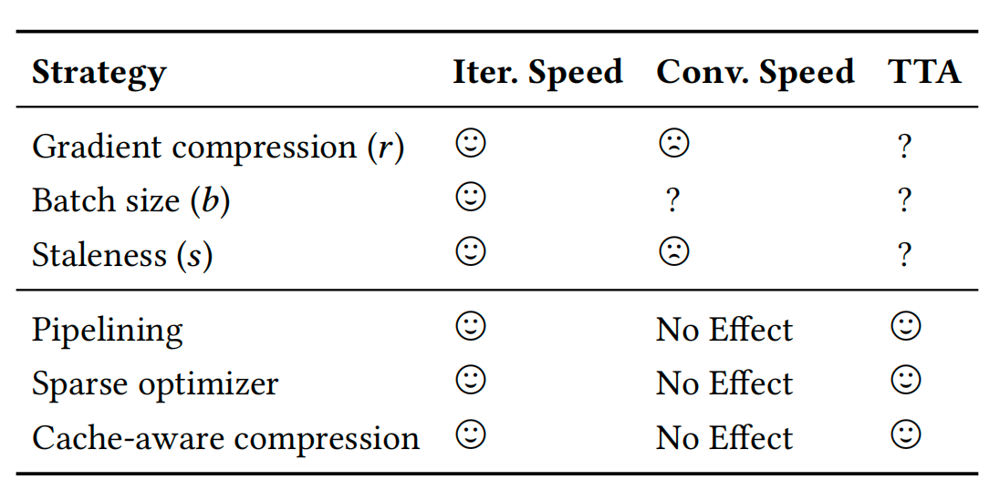 Strategy Iter. Speed Conv. Speed TTA
Gradient compression (r) ☺ ☹ ?
Batch size (b) ☺ ? ?
Staleness (s) ☺ ☹ ?
Pipelining ☺ No Effect ☺
Sparse optimizer ☺ No Effect ☺
Cache-aware compression ☺ No Effect ☺